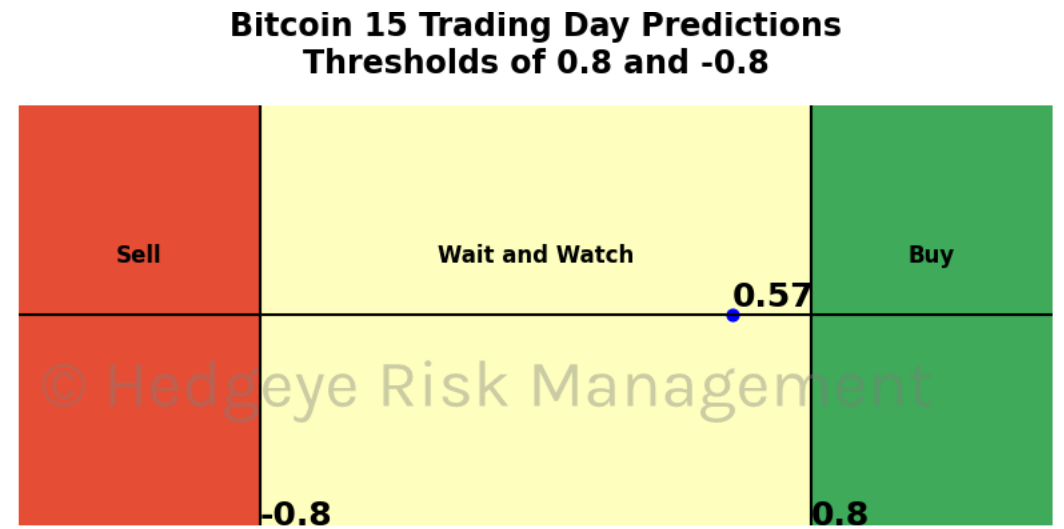 Bitcoin 15 Trading Day Predictions
Thresholds of 0.8 and -0.8
Sell
Wait and Watch
Buy
0.57
© Hedgeye Risk Management
-0.8
0.8